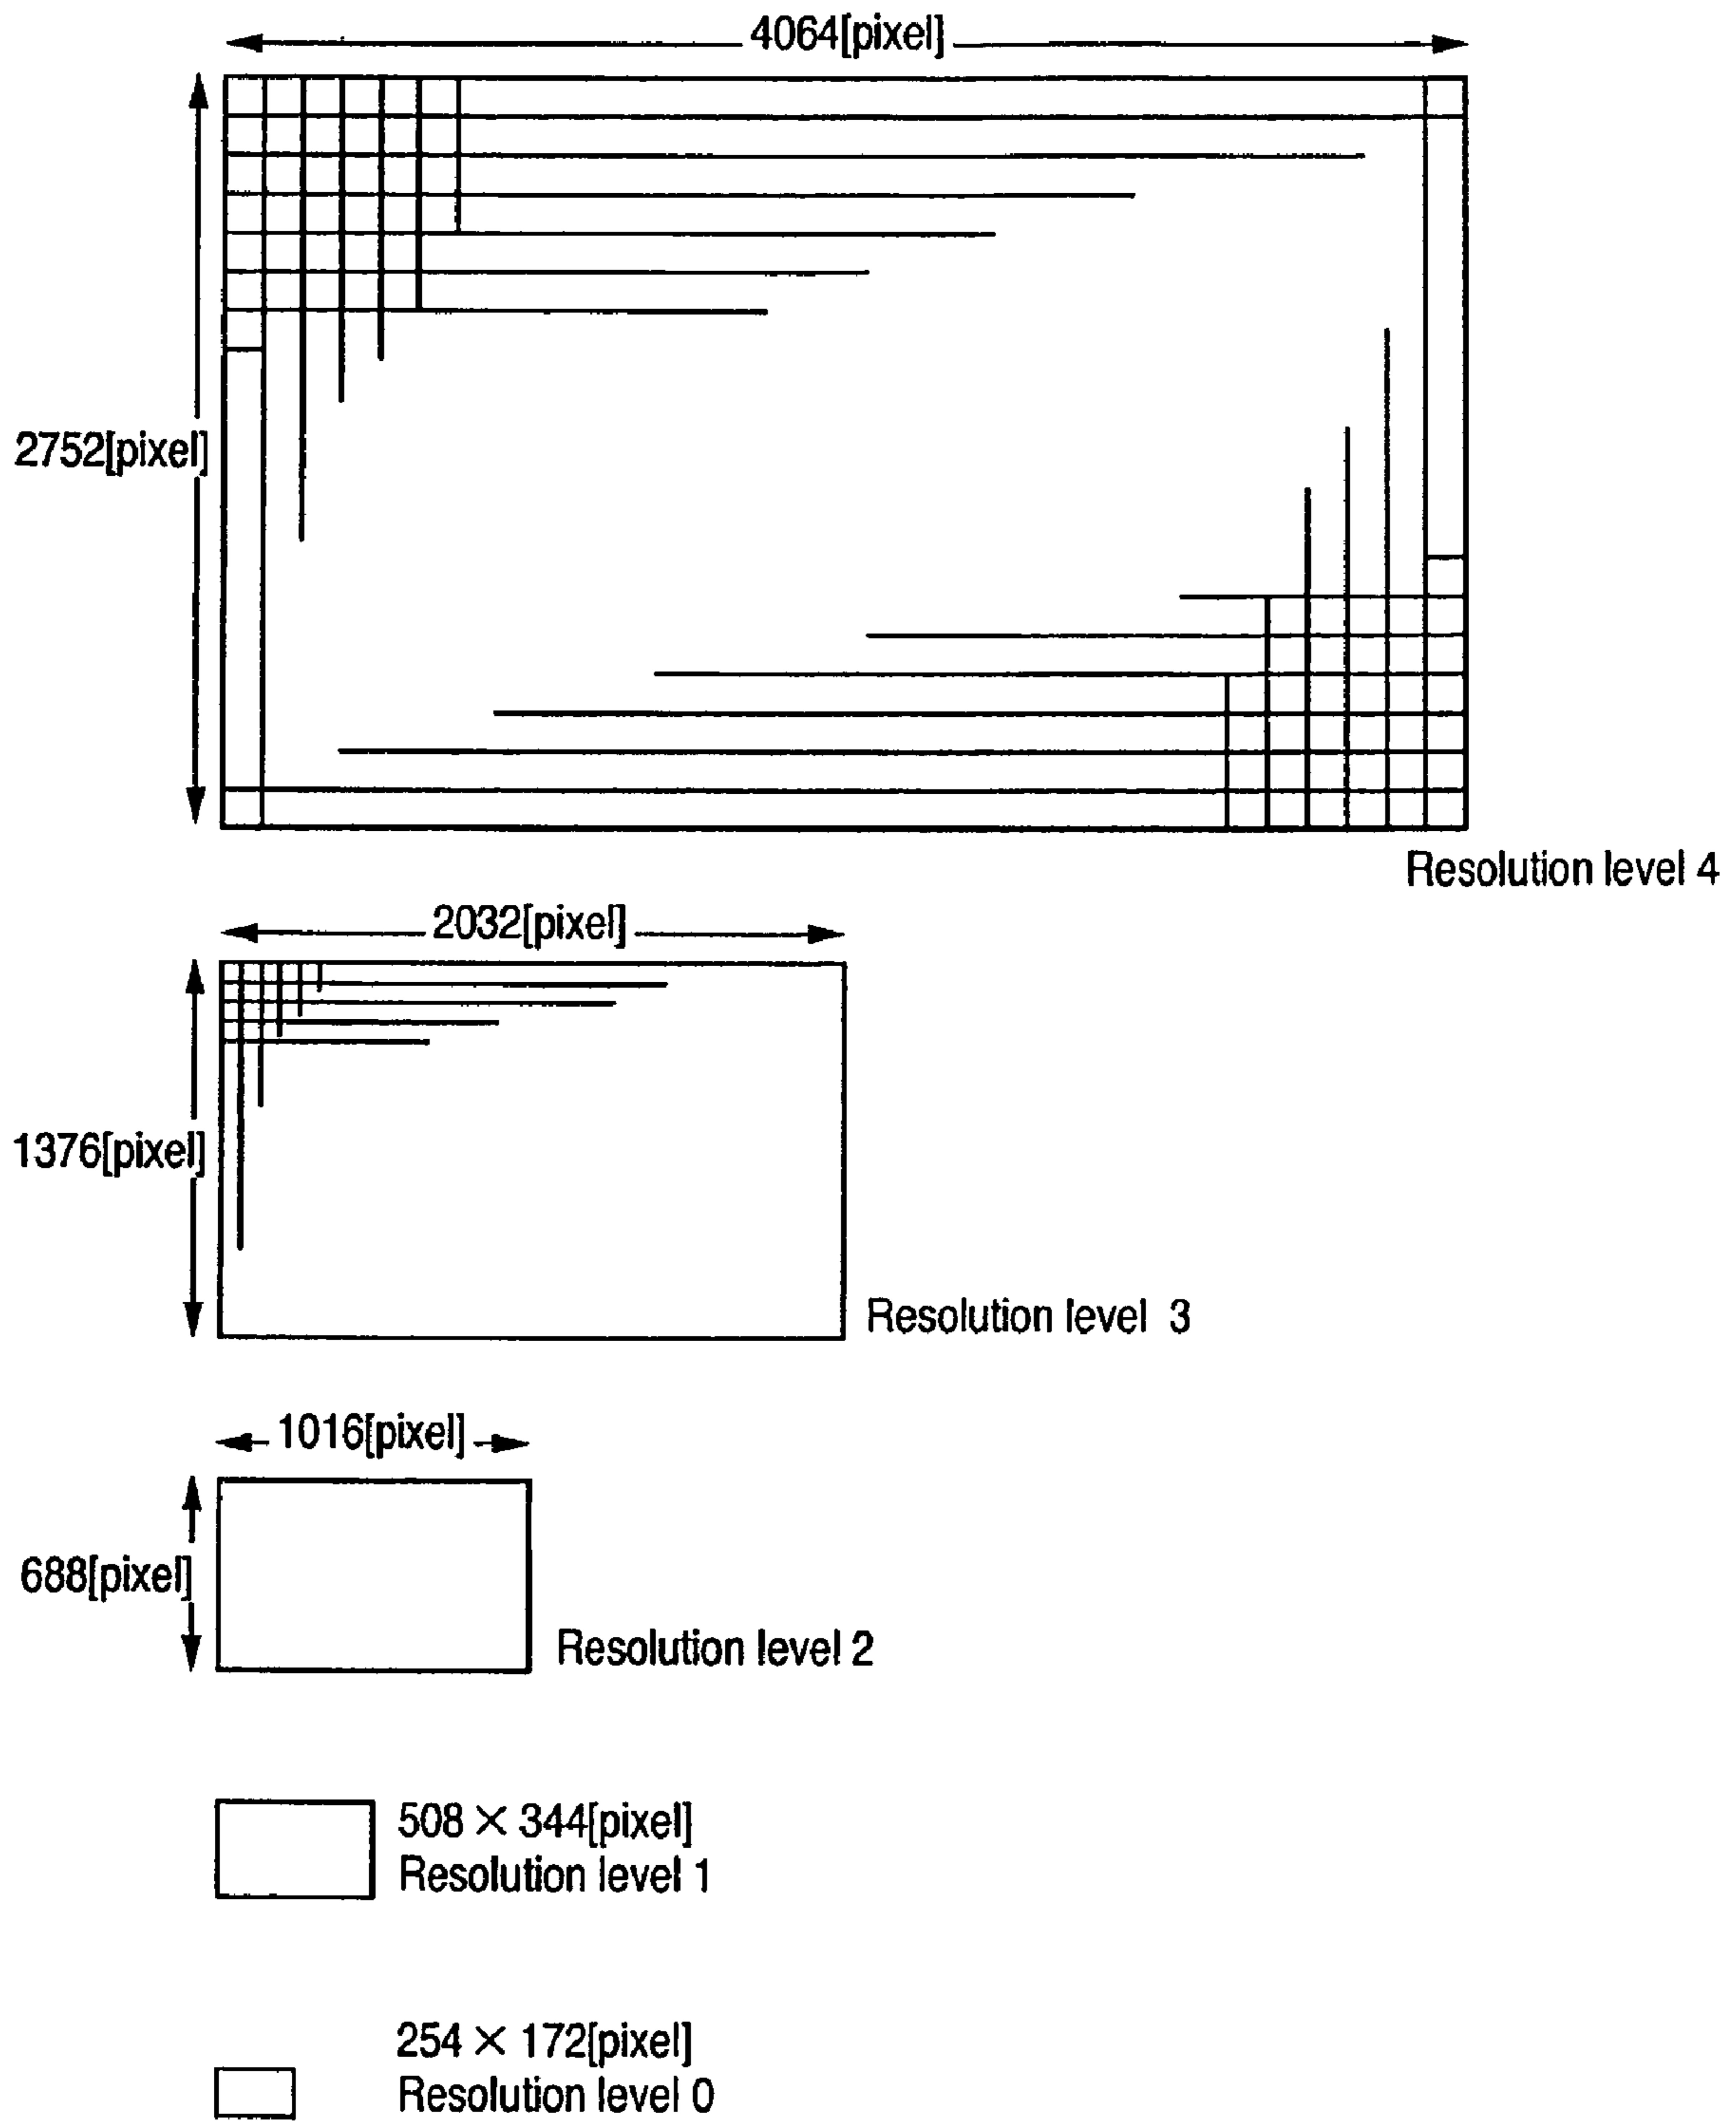 4064[pixel]
2752[pixel]
Resolution level 4
2032[pixel]
1376[pixel]
Resolution level 3
1016[pixel]
688[pixel]
Resolution level 2
508 × 344[pixel]
Resolution level 1
254 × 172[pixel]
Resolution level 0